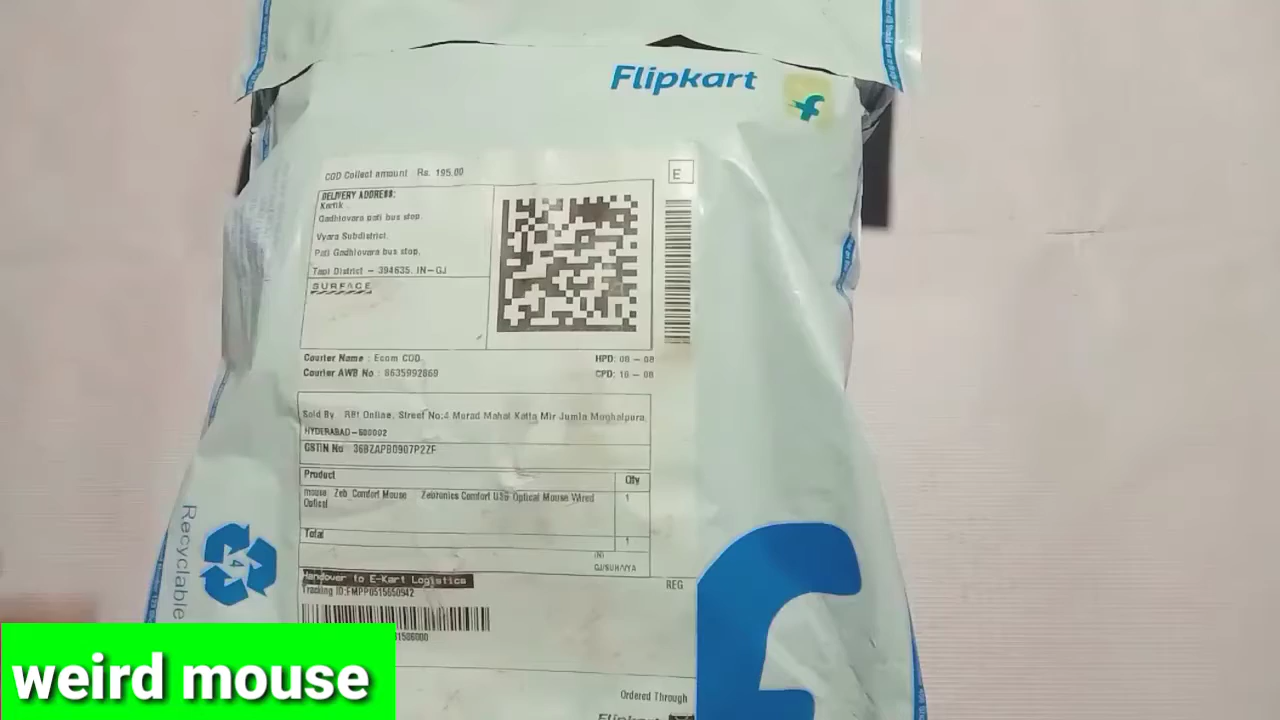 Flipkart
COD Collect amount Rs. 195.00
E
DELIVERY ADDRESS:
Kartik
Gadhlovara pati bus stop,
Vyara Subdistrict,
Pati Gadhlovara bus stop,
Tapi District - 394635, IN-GJ
SURFACE
Courier Name : Ecom COD
HPD: 08 - 08
Courier AWB No : 8635992869
CPD: 10 - 08
Sold By RBt Online, Street No:4 Murad Mahal Katta Mir Jumla Moghalpura,
HYDERABAD-500002
GSTIN No 36BZAPB0907P2ZF
Product
Qty
mouse Zeb Comfort Mouse Zebronics Comfort USB Optical Mouse Wired
1
Optical
Total
1
(N)
Handover to E-Kart Logistics
REG
Tracking ID:FMPP0515650942
Recyclable
4
Ordered Through
Flipkart
weird mouse